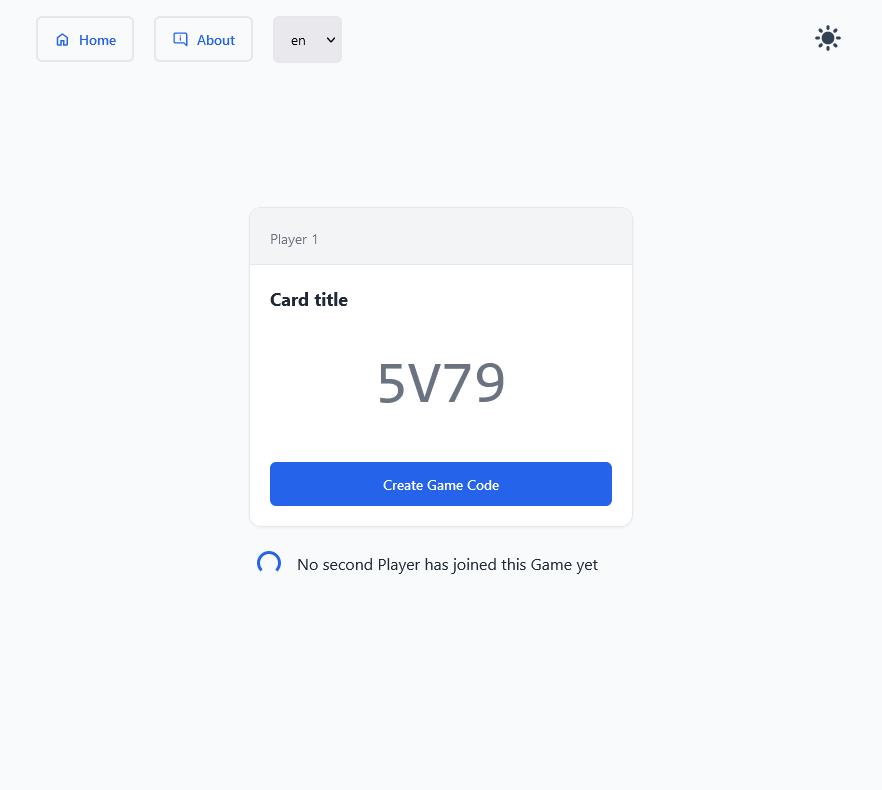 Home
About
en
Player 1
Card title
5V79
Create Game Code
No second Player has joined this Game yet